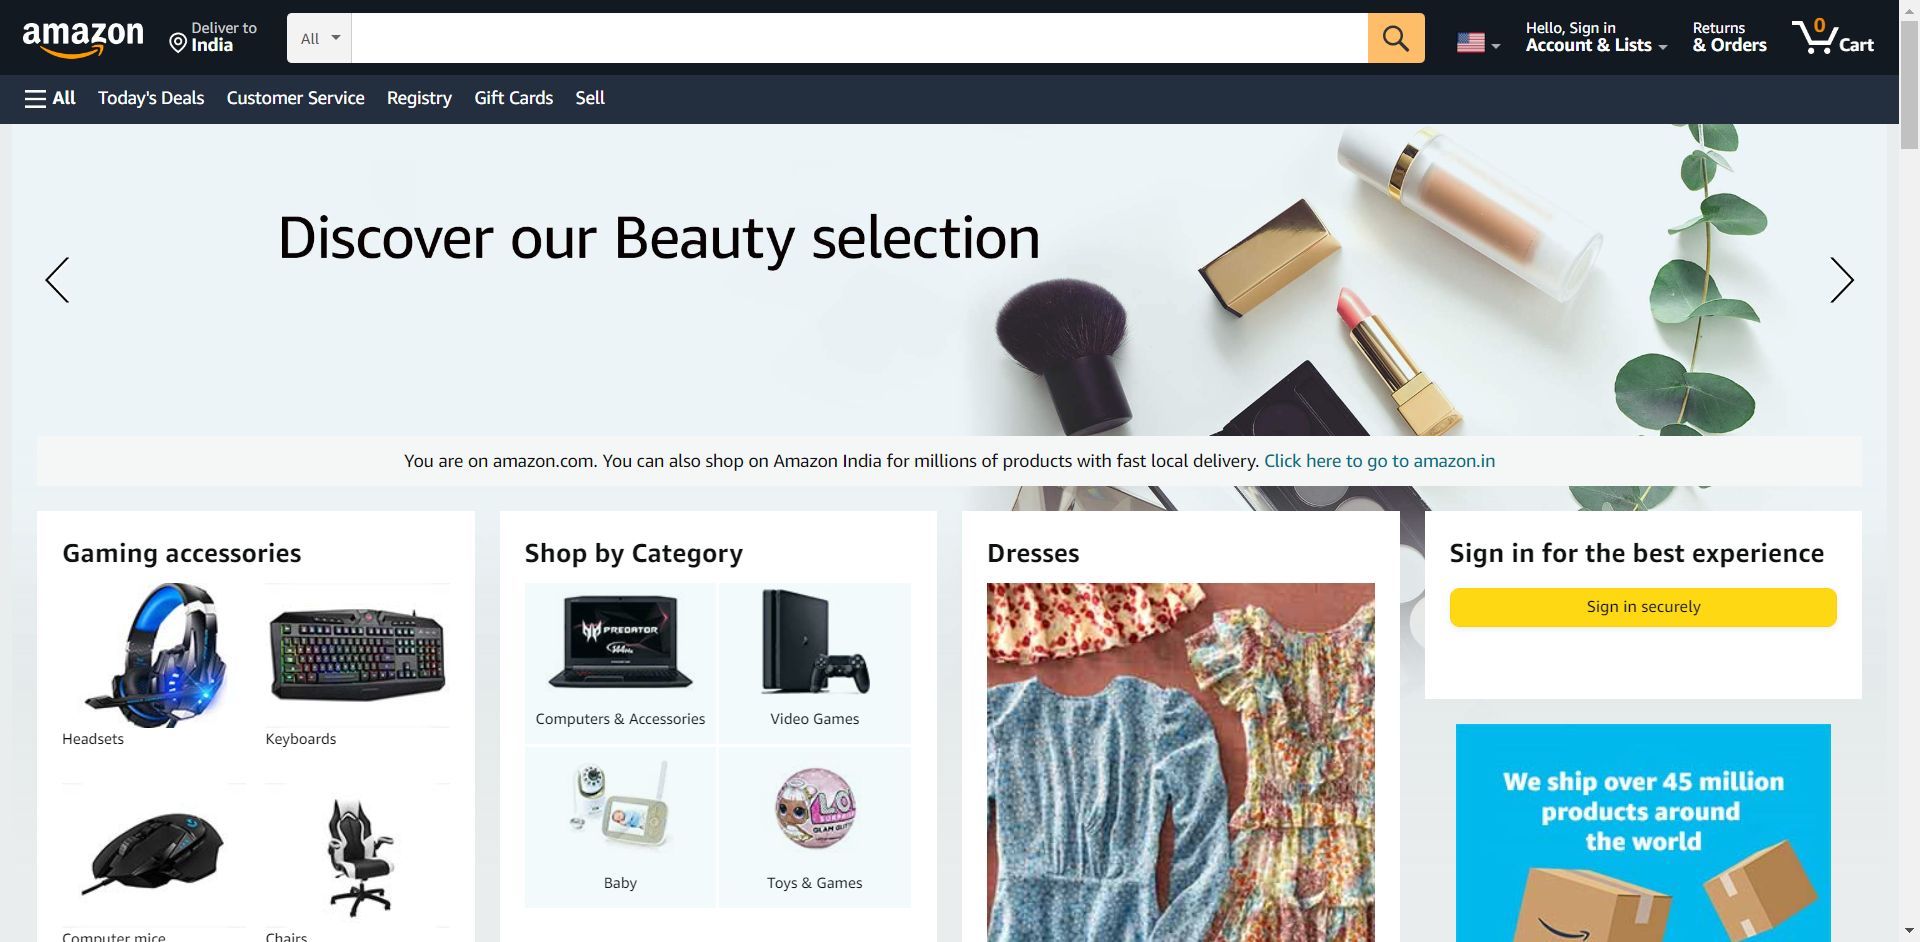 amazon
Deliver to
India
All
Hello, Sign in
Account & Lists
Returns
& Orders
0
Cart
All
Today's Deals
Customer Service
Registry
Gift Cards
Sell
Discover our Beauty selection
You are on amazon.com. You can also shop on Amazon India for millions of products with fast local delivery. Click here to go to amazon.in
Gaming accessories
Headsets
Keyboards
Computer mice
Chairs
Shop by Category
PREDATOR
144Hz
Computers & Accessories
Video Games
Baby
L.O.L.
SURPRISE
GLAM GLITTER
Toys & Games
Dresses
Sign in for the best experience
Sign in securely
We ship over 45 million
products around
the world